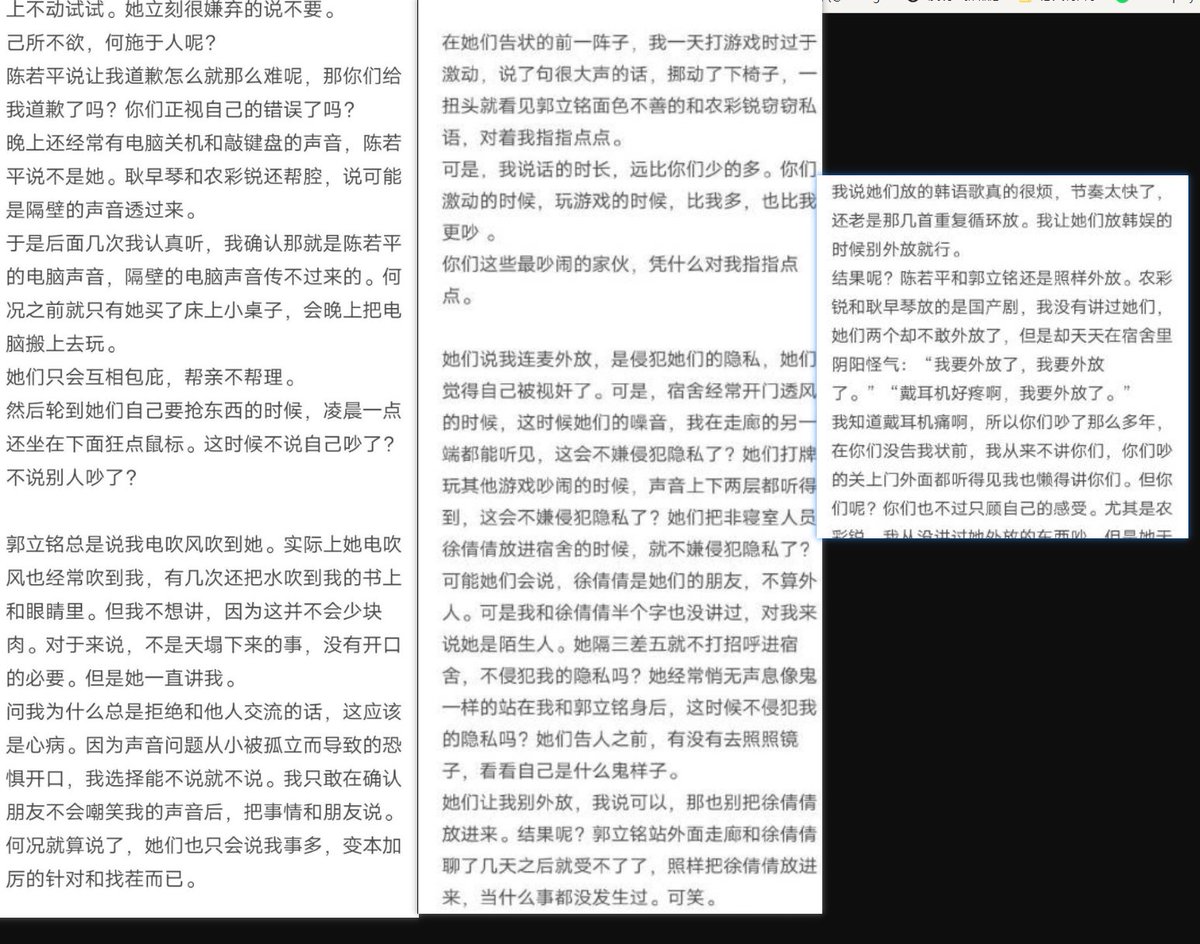 上不动试试。她立刻很嫌弃的说不要。
己所不欲，何施于人呢？
陈若平说让我道歉怎么就那么难呢，那你们给
我道歉了吗？你们正视自己的错误了吗？
晚上还经常有电脑关机和敲键盘的声音，陈若
平说不是她。耿早琴和农彩锐还帮腔，说可能
是隔壁的声音透过来。
于是后面几次我认真听，我确认那就是陈若平
的电脑声音，隔壁的电脑声音传不过来的。何
况之前就只有她买了床上小桌子，会晚上把电
脑搬上去玩。
她们只会互相包庇，帮亲不帮理。
然后轮到她们自己要抢东西的时候，凌晨一点
还坐在下面狂点鼠标。这时候不说自己吵了？
不说别人吵了？
郭立铭总是说我电吹风吹到她。实际上她电吹
风也经常吹到我，有几次还把水吹到我的书上
和眼睛里。但我不想讲，因为这并不会少块
肉。对于来说，不是天塌下来的事，没有开口
的必要。但是她一直讲我。
问我为什么总是拒绝和他人交流的话，这应该
是心病。因为声音问题从小被孤立而导致的恐
惧开口，我选择能不说就不说。我只敢在确认
朋友不会嘲笑我的声音后，把事情和朋友说。
何况就算说了，她们也只会说我事多，变本加
厉的针对和找茬而已。
在她们告状的前一阵子，我一天打游戏时过于
激动，说了句很大声的话，挪动了下椅子，一
扭头就看见郭立铭面色不善的和农彩锐窃窃私
语，对着我指指点点。
可是，我说话的时长，远比你们少的多。你们
激动的时候，玩游戏的时候，比我多，也比我
更吵 。
你们这些最吵闹的家伙，凭什么对我指指点
点。
她们说我连麦外放，是侵犯她们的隐私，她们
觉得自己被视奸了。可是，宿舍经常开门透风
的时候，这时候她们的噪音，我在走廊的另一
端都能听见，这会不嫌侵犯隐私了？她们打牌
玩其他游戏吵闹的时候，声音上下两层都听得
到，这会不嫌侵犯隐私了？她们把非寝室人员
徐倩倩放进宿舍的时候，就不嫌侵犯隐私了？
可能她们会说，徐倩倩是她们的朋友，不算外
人。可是我和徐倩倩半个字也没讲过，对我来
说她是陌生人。她隔三差五就不打招呼进宿
舍，不侵犯我的隐私吗？她经常悄无声息像鬼
一样的站在我和郭立铭身后，这时候不侵犯我
的隐私吗？她们告人之前，有没有去照照镜
子，看看自己是什么鬼样子。
她们让我别外放，我说可以，那也别把徐倩倩
放进来。结果呢？郭立铭站外面走廊和徐倩倩
聊了几天之后就受不了了，照样把徐倩倩放进
来，当什么事都没发生过。可笑。
我说她们放的韩语歌真的很烦，节奏太快了，
还老是那几首重复循环放。我让她们放韩娱的
时候别外放就行。
结果呢？陈若平和郭立铭还是照样外放。农彩
锐和耿早琴放的是国产剧，我没有讲过她们，
她们两个却不敢外放了，但是却天天在宿舍里
阴阳怪气：“我要外放了，我要外放
了。”“戴耳机好疼啊，我要外放了。”
我知道戴耳机痛啊，所以你们吵了那么多年，
在你们没告我状前，我从来不讲你们，你们吵
的关上门外面都听得见我也懒得讲你们。但你
们呢？你们也不过只顾自己的感受。尤其是农
彩锐，我从没讲过她外放的东西吵，但是她天